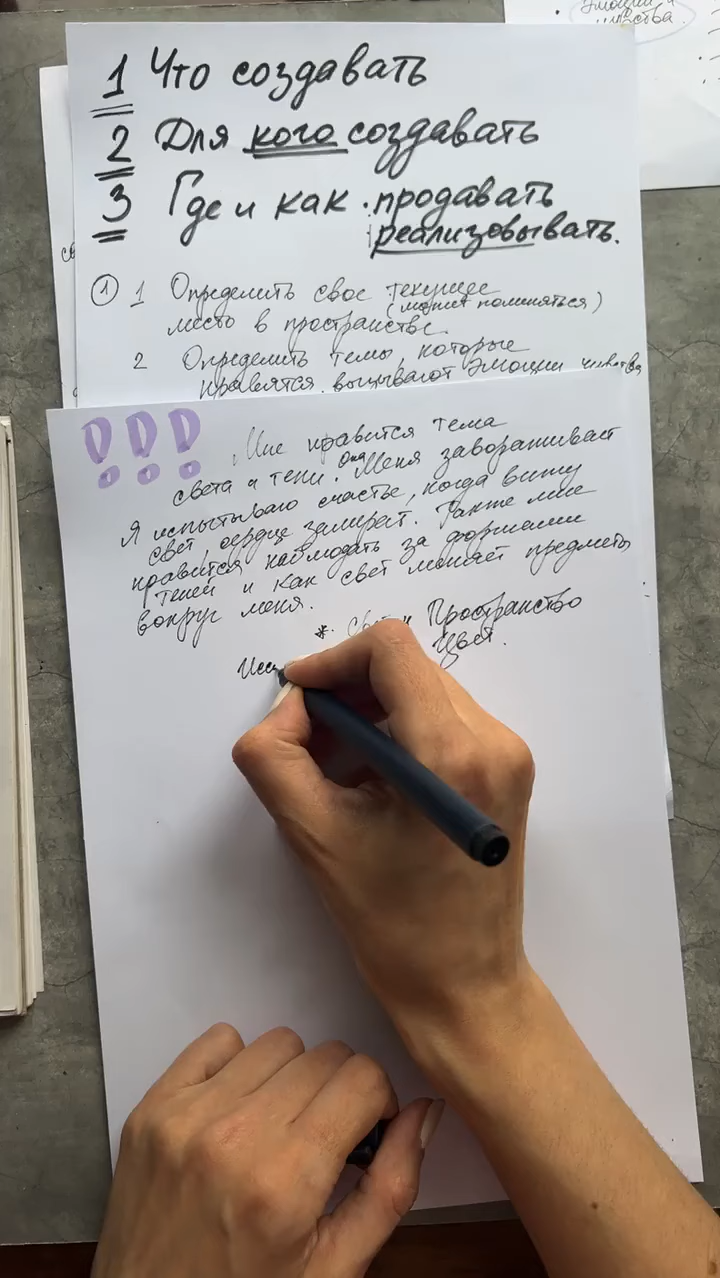 эмоции и
чувства.
1 Что создавать
2 Для кого создавать
3 Где и как продавать
реализовывать.
① 1 Определить свое текущее
(может поменяться)
место в пространстве.
2 Определить темы, которые
нравятся, вызывают эмоции чувства
Мне нравится тема
света и тени. Она Меня завораживает
Я испытываю счастье, когда вижу
свет, сердце замирает. Также мне
нравится наблюдать за формами
теней и как свет меняет предметы
вокруг меня.
*. Свет и Пространство
Цвет.